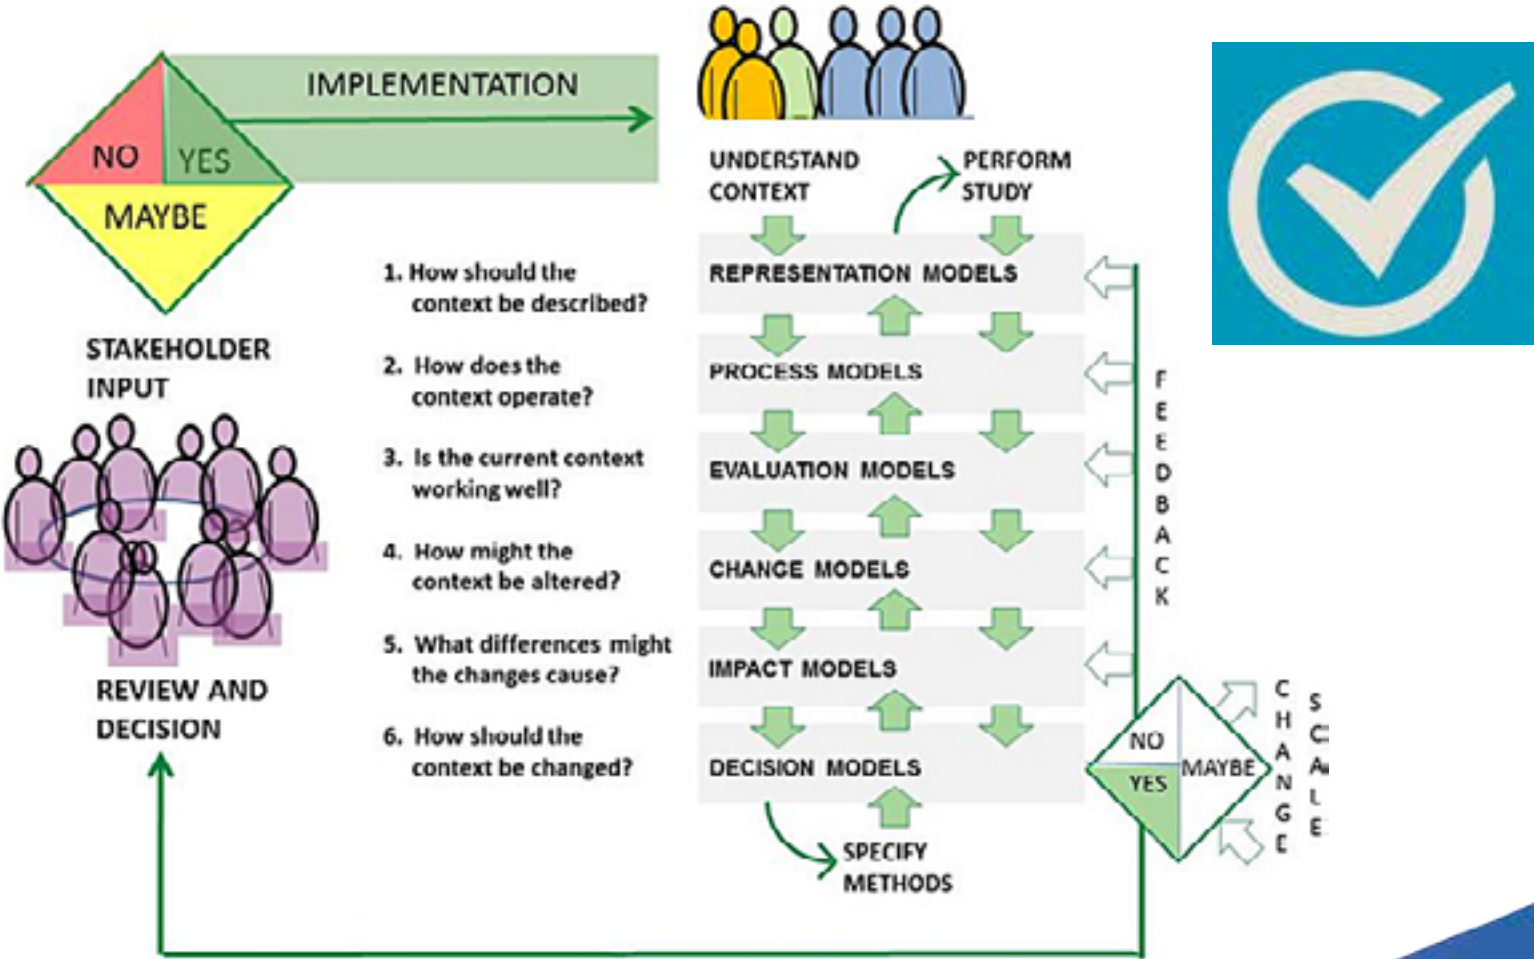 IMPLEMENTATION
NO
YES
MAYBE
STAKEHOLDER
INPUT
REVIEW AND
DECISION
1. How should the
context be described?
2. How does the
context operate?
3. Is the current context
working well?
4. How might the
context be altered?
5. What differences might
the changes cause?
6. How should the
context be changed?
UNDERSTAND
CONTEXT
PERFORM
STUDY
REPRESENTATION MODELS
PROCESS MODELS
EVALUATION MODELS
CHANGE MODELS
IMPACT MODELS
DECISION MODELS
SPECIFY
METHODS
FEEDBACK
NO
YES
MAYBE
CHANGE
SCALE